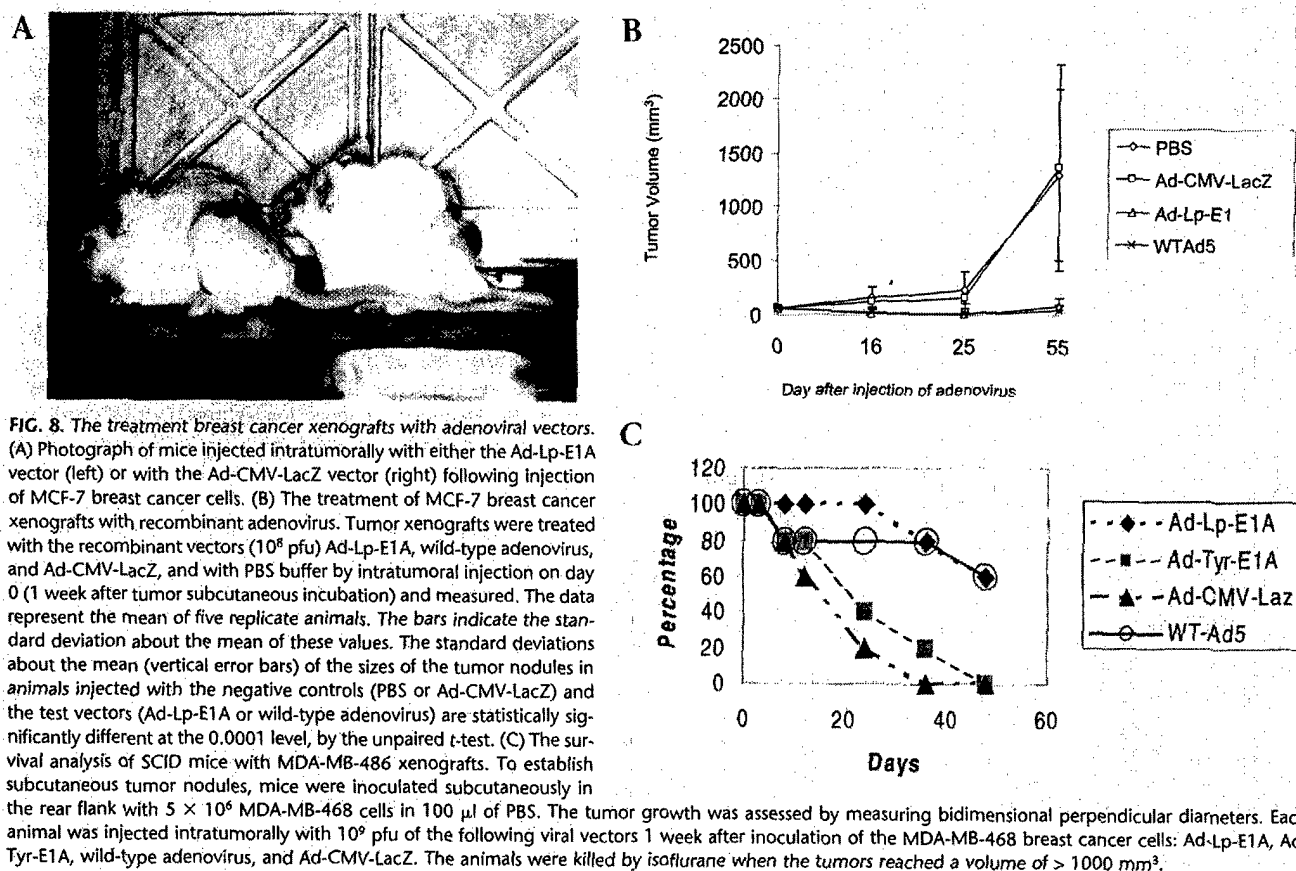 A
B
2500
2000
1500
1000
500
0
Tumor Volume (mm³)
0 16 25 55
Day after injection of adenovirus
PBS
Ad-CMV-LacZ
Ad-Lp-E1
WTAd5
FIG. 8. The treatment breast cancer xenografts with adenoviral vectors.
(A) Photograph of mice injected intratumorally with either the Ad-Lp-E1A
vector (left) or with the Ad-CMV-LacZ vector (right) following injection
of MCF-7 breast cancer cells. (B) The treatment of MCF-7 breast cancer
xenografts with recombinant adenovirus. Tumor xenografts were treated
with the recombinant vectors (10⁸ pfu) Ad-Lp-E1A, wild-type adenovirus,
and Ad-CMV-LacZ, and with PBS buffer by intratumoral injection on day
0 (1 week after tumor subcutaneous incubation) and measured. The data
represent the mean of five replicate animals. The bars indicate the stan-
dard deviation about the mean of these values. The standard deviations
about the mean (vertical error bars) of the sizes of the tumor nodules in
animals injected with the negative controls (PBS or Ad-CMV-LacZ) and
the test vectors (Ad-Lp-E1A or wild-type adenovirus) are statistically sig-
nificantly different at the 0.0001 level, by the unpaired t-test. (C) The sur-
vival analysis of SCID mice with MDA-MB-486 xenografts. To establish
subcutaneous tumor nodules, mice were inoculated subcutaneously in
the rear flank with 5 × 10⁶ MDA-MB-468 cells in 100 μl of PBS. The tumor growth was assessed by measuring bidimensional perpendicular diameters. Eac
animal was injected intratumorally with 10⁹ pfu of the following viral vectors 1 week after inoculation of the MDA-MB-468 breast cancer cells: Ad-Lp-E1A, Ad
Tyr-E1A, wild-type adenovirus, and Ad-CMV-LacZ. The animals were killed by isoflurane when the tumors reached a volume of > 1000 mm³.
C
120
100
80
60
40
20
0
Percentage
0 20 40 60
Days
Ad-Lp-E1A
Ad-Tyr-E1A
Ad-CMV-Laz
WT-Ad5